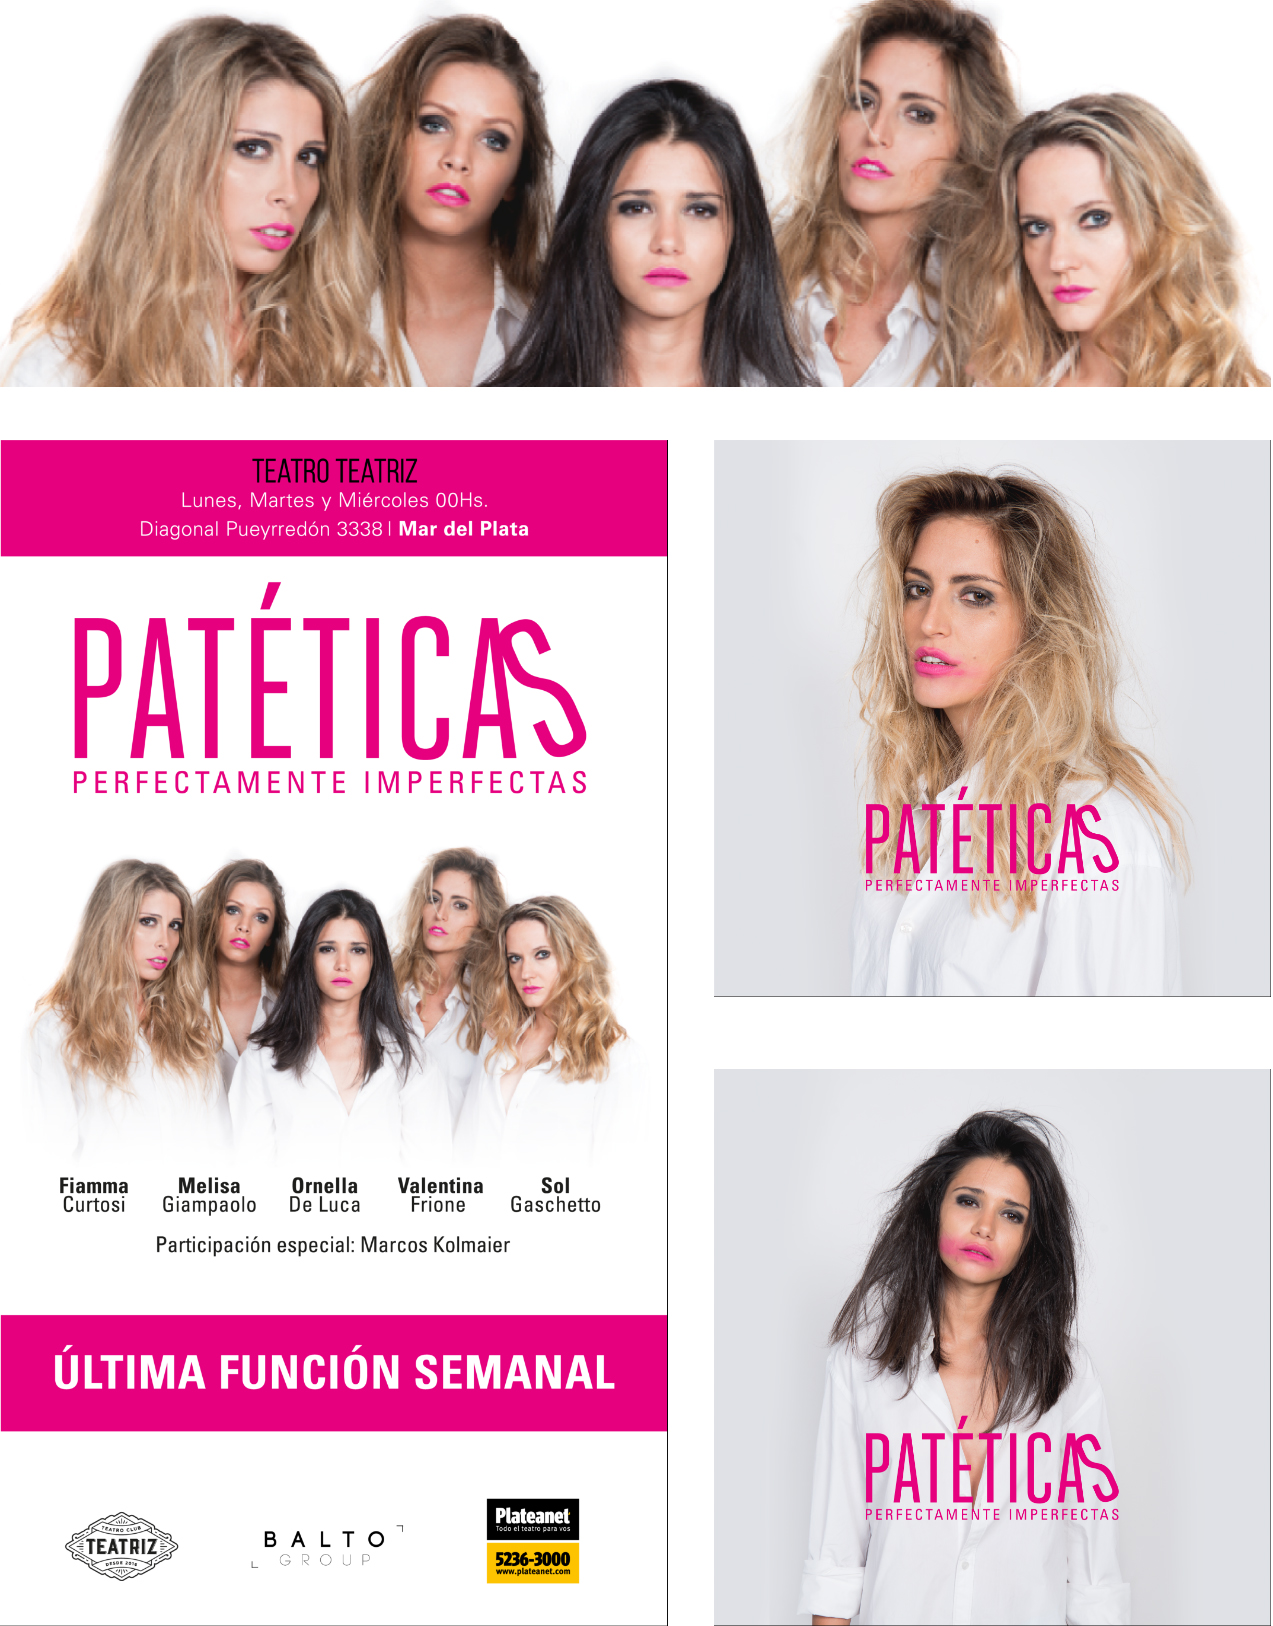 TEATRO TEATRIZ
Lunes, Martes y Miércoles 00Hs.
Diagonal Pueyrredón 3338 | Mar del Plata
PATÉTICAS
PERFECTAMENTE IMPERFECTAS
Fiamma Curtosi
Melisa Giampaolo
Ornella De Luca
Valentina Frione
Sol Gaschetto
Participación especial: Marcos Kolmaier
ÚLTIMA FUNCIÓN SEMANAL
TEATRO CLUB
TEATRIZ
DESDE 2016
BALTO
GROUP
Plateanet
Todo el teatro para vos
5236-3000
www.plateanet.com
PATÉTICAS
PERFECTAMENTE IMPERFECTAS
PATÉTICAS
PERFECTAMENTE IMPERFECTAS